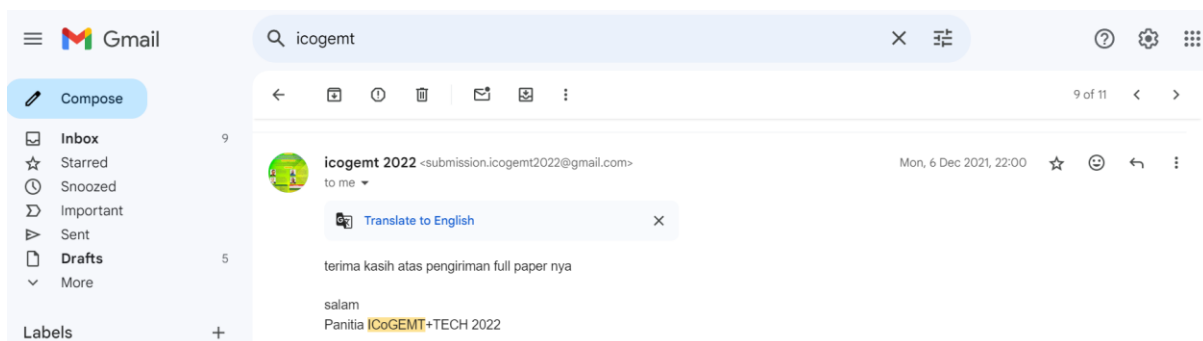 Gmail
icogemt
Compose
9 of 11
Inbox 9
Starred
Snoozed
Important
Sent
Drafts 5
More
Labels
icogemt 2022 <submission.icogemt2022@gmail.com>
Mon, 6 Dec 2021, 22:00
to me
Translate to English
terima kasih atas pengiriman full paper nya
salam
Panitia ICoGEMT+TECH 2022